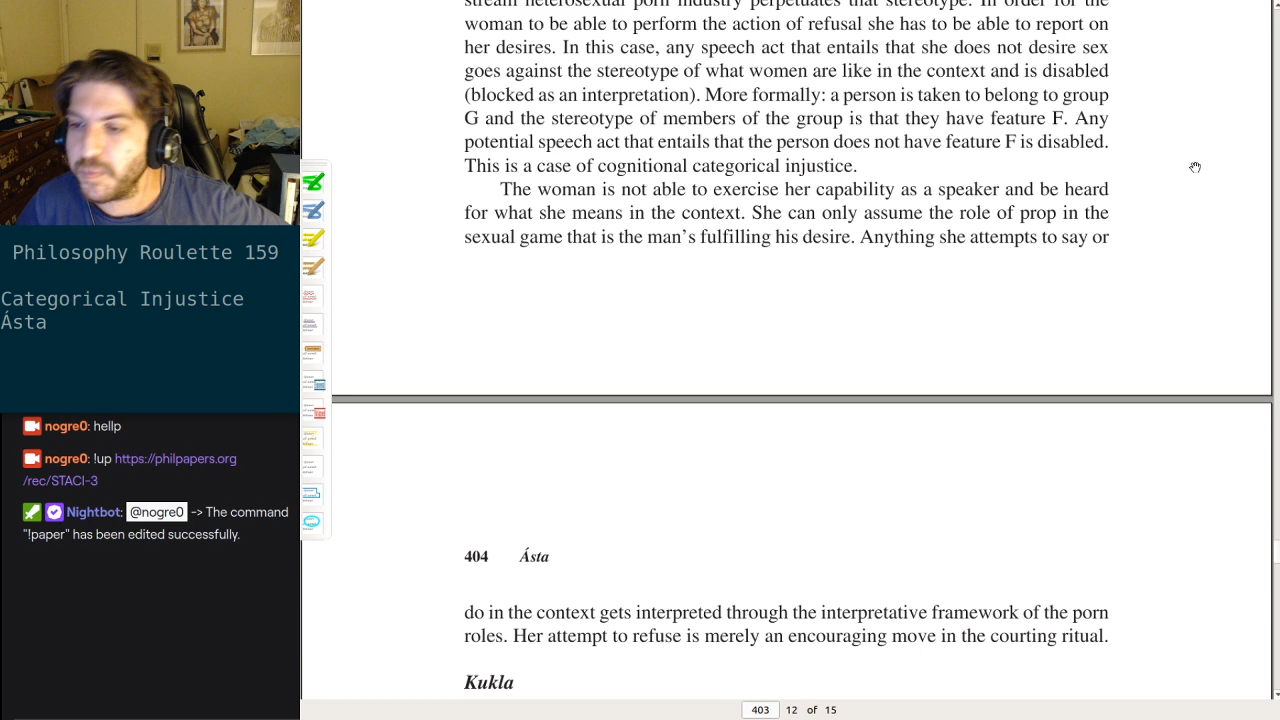 stream heterosexual porn industry perpetuates that stereotype. In order for the
woman to be able to perform the action of refusal she has to be able to report on
her desires. In this case, any speech act that entails that she does not desire sex
goes against the stereotype of what women are like in the context and is disabled
(blocked as an interpretation). More formally: a person is taken to belong to group
G and the stereotype of members of the group is that they have feature F. Any
potential speech act that entails that the person does not have feature F is disabled.
This is a case of cognitional categorical injustice.
The woman is not able to excise her capability as a speaker and be heard
for what she means in the context. She can only assume the role of prop in the
sexual game that is the man's fulfilling his desire. Anything she attempts to say or
404 Ásta
do in the context gets interpreted through the interpretative framework of the porn
roles. Her attempt to refuse is merely an encouraging move in the courting ritual.
Kukla
403 12 of 15
Philosophy Roulette 159
Categorical Injustice
Ásta
nogre0: hellp
nogre0: !up https://philpapers.org
/rec/STACI-3
Nightbot: @nogre0 -> The command
"!paper" has been edited successfully.